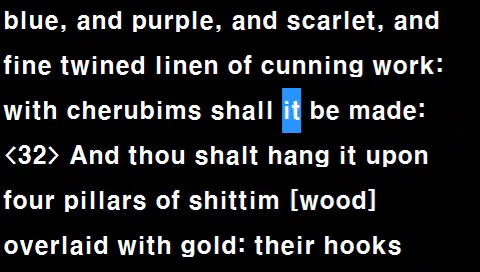 blue, and purple, and scarlet, and
fine twined linen of cunning work:
with cherubims shall it be made:
<32> And thou shalt hang it upon
four pillars of shittim [wood]
overlaid with gold: their hooks